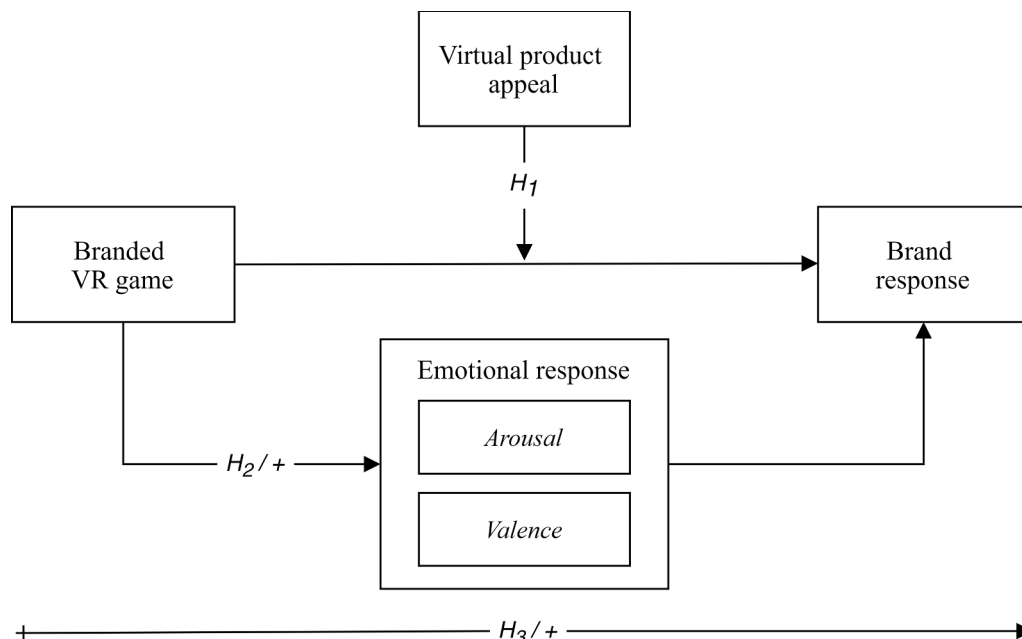 Virtual product
appeal
H1
Branded
VR game
Brand
response
Emotional response
Arousal
H2 / +
Valence
H3 / +